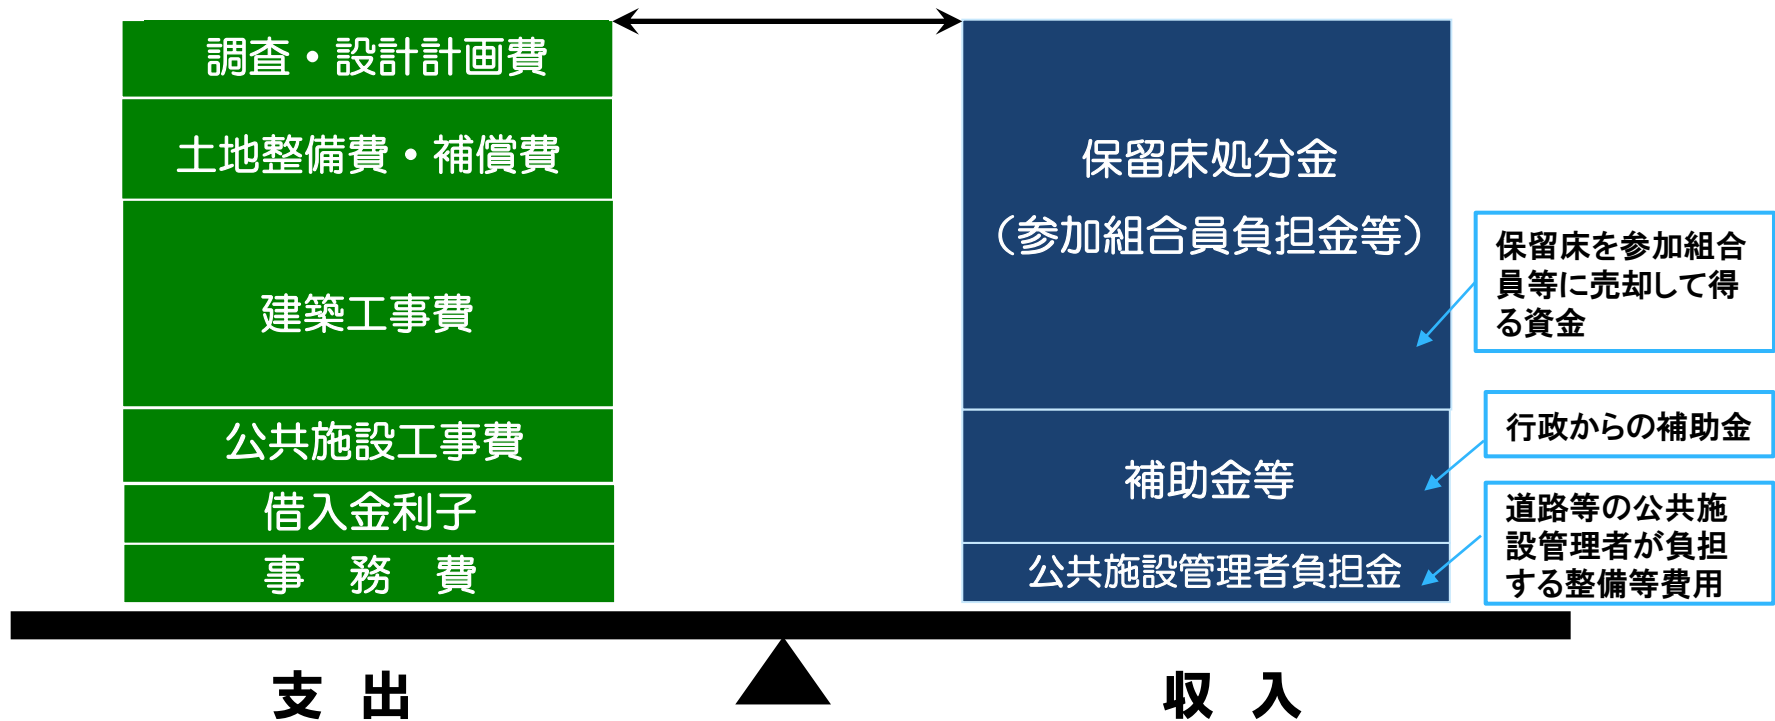 調査・設計計画費
土地整備費・補償費
建築工事費
公共施設工事費
借入金利子
事　務　費
支 出
保留床処分金
（参加組合員負担金等）
補助金等
公共施設管理者負担金
収 入
保留床を参加組合
員等に売却して得
る資金
行政からの補助金
道路等の公共施
設管理者が負担
する整備等費用